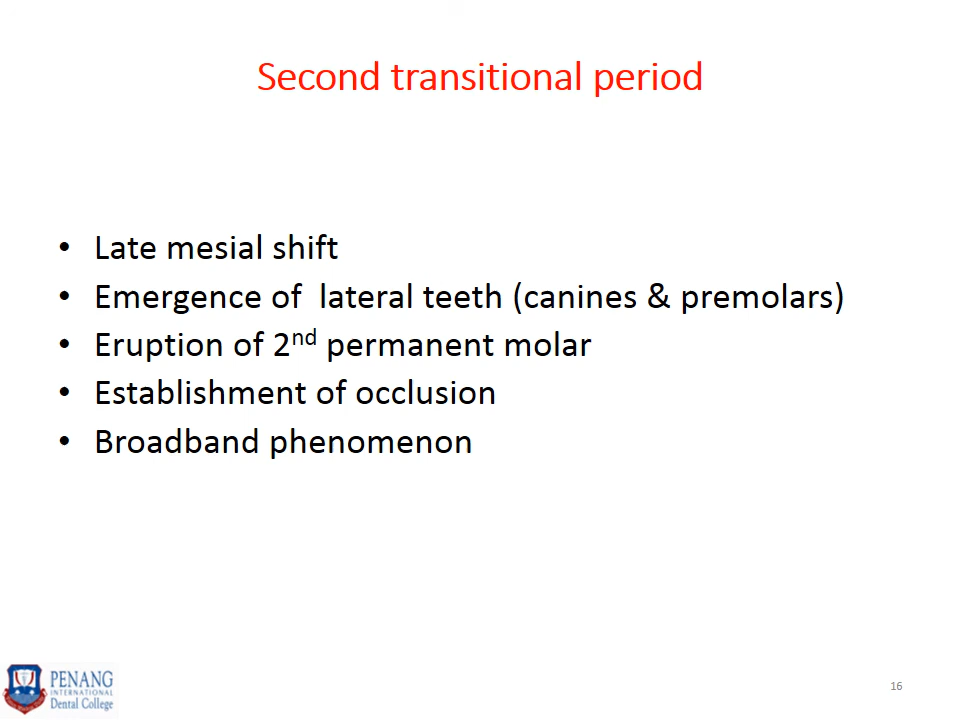 Second transitional period
• Late mesial shift
• Emergence of  lateral teeth (canines & premolars)
• Eruption of 2nd permanent molar
• Establishment of occlusion
• Broadband phenomenon
PENANG
INTERNATIONAL
Dental College
16